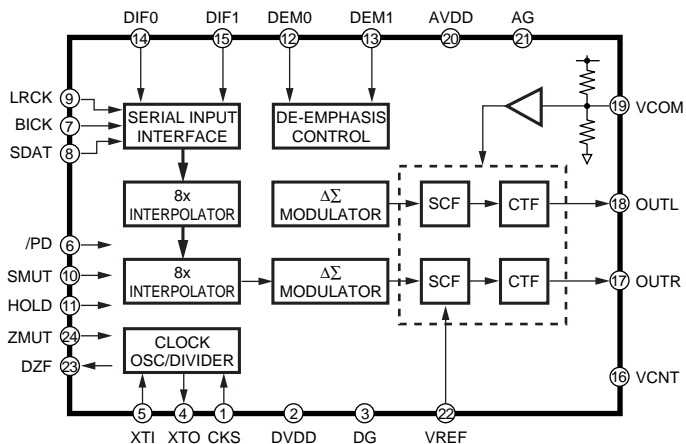 DIF0 DIF1 DEM0 DEM1 AVDD AG
14 15 12 13 20 21
LRCK 9
BICK 7
SDAT 8
SERIAL INPUT
INTERFACE
DE-EMPHASIS
CONTROL
19 VCOM
8x
INTERPOLATOR
ΔΣ
MODULATOR
SCF
CTF
18 OUTL
/PD 6
SMUT 10
HOLD 11
8x
INTERPOLATOR
ΔΣ
MODULATOR
SCF
CTF
17 OUTR
ZMUT 24
DZF 23
CLOCK
OSC/DIVIDER
16 VCNT
5 4 1 2 3 22
XTI XTO CKS DVDD DG VREF